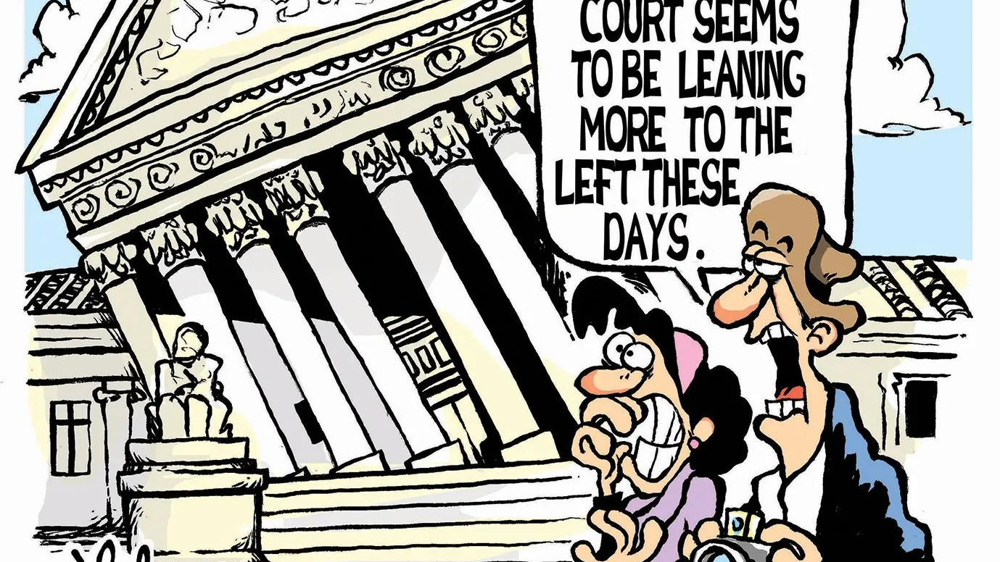 COURT SEEMS
TO BE LEANING
MORE TO THE
LEFT THESE
DAYS.